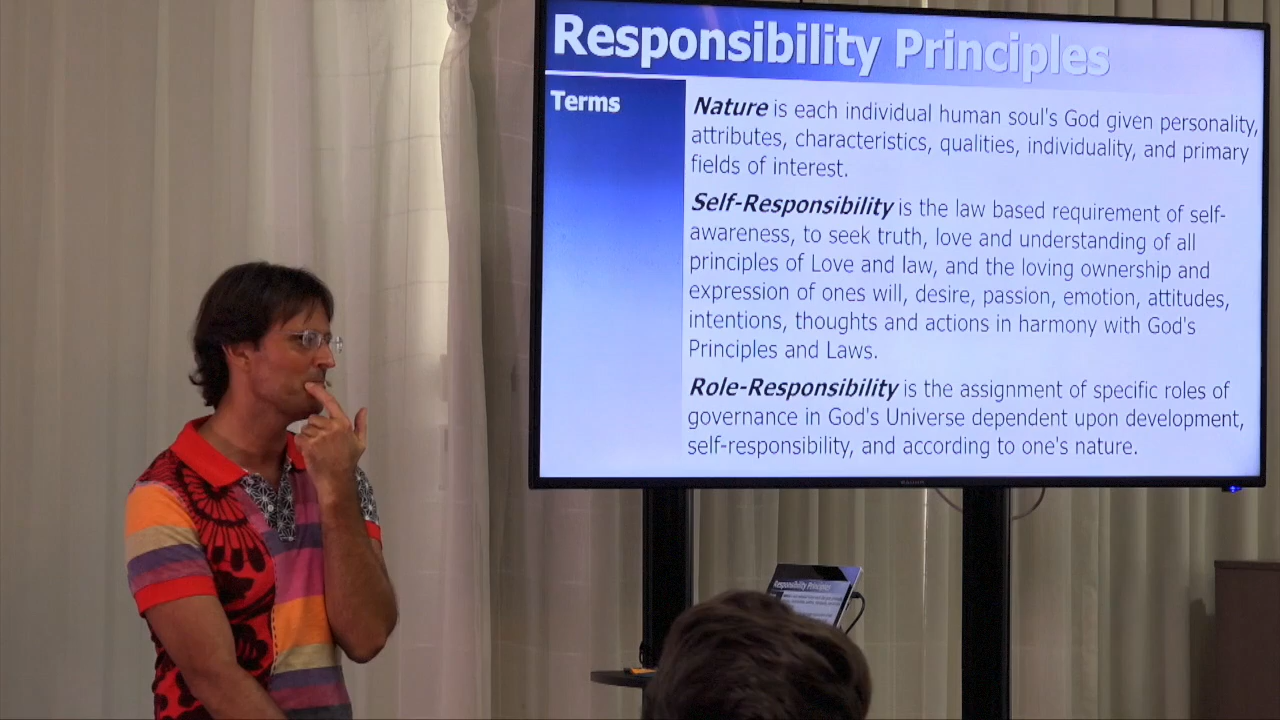 Responsibility Principles
Terms
Nature is each individual human soul's God given personality,
attributes, characteristics, qualities, individuality, and primary
fields of interest.
Self-Responsibility is the law based requirement of self-
awareness, to seek truth, love and understanding of all
principles of Love and law, and the loving ownership and
expression of ones will, desire, passion, emotion, attitudes,
intentions, thoughts and actions in harmony with God's
Principles and Laws.
Role-Responsibility is the assignment of specific roles of
governance in God's Universe dependent upon development,
self-responsibility, and according to one's nature.
Responsibility Principles